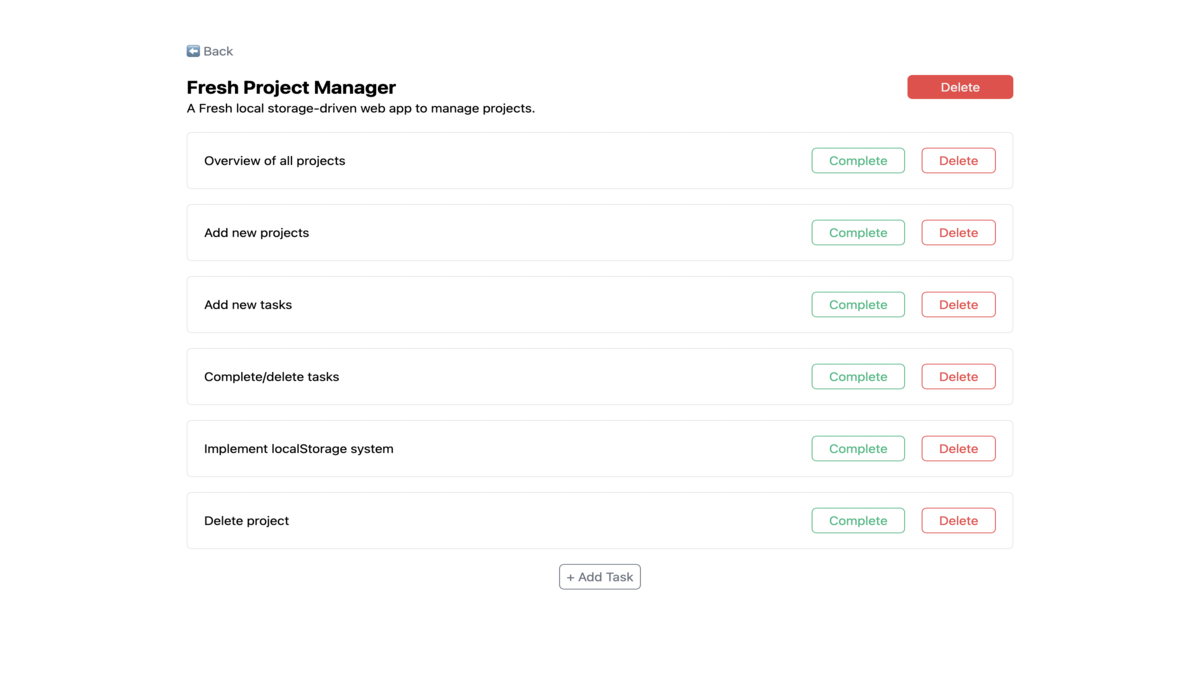 ⬅️ Back
Fresh Project Manager
Delete
A Fresh local storage-driven web app to manage projects.
Overview of all projects Complete Delete
Add new projects Complete Delete
Add new tasks Complete Delete
Complete/delete tasks Complete Delete
Implement localStorage system Complete Delete
Delete project Complete Delete
+ Add Task